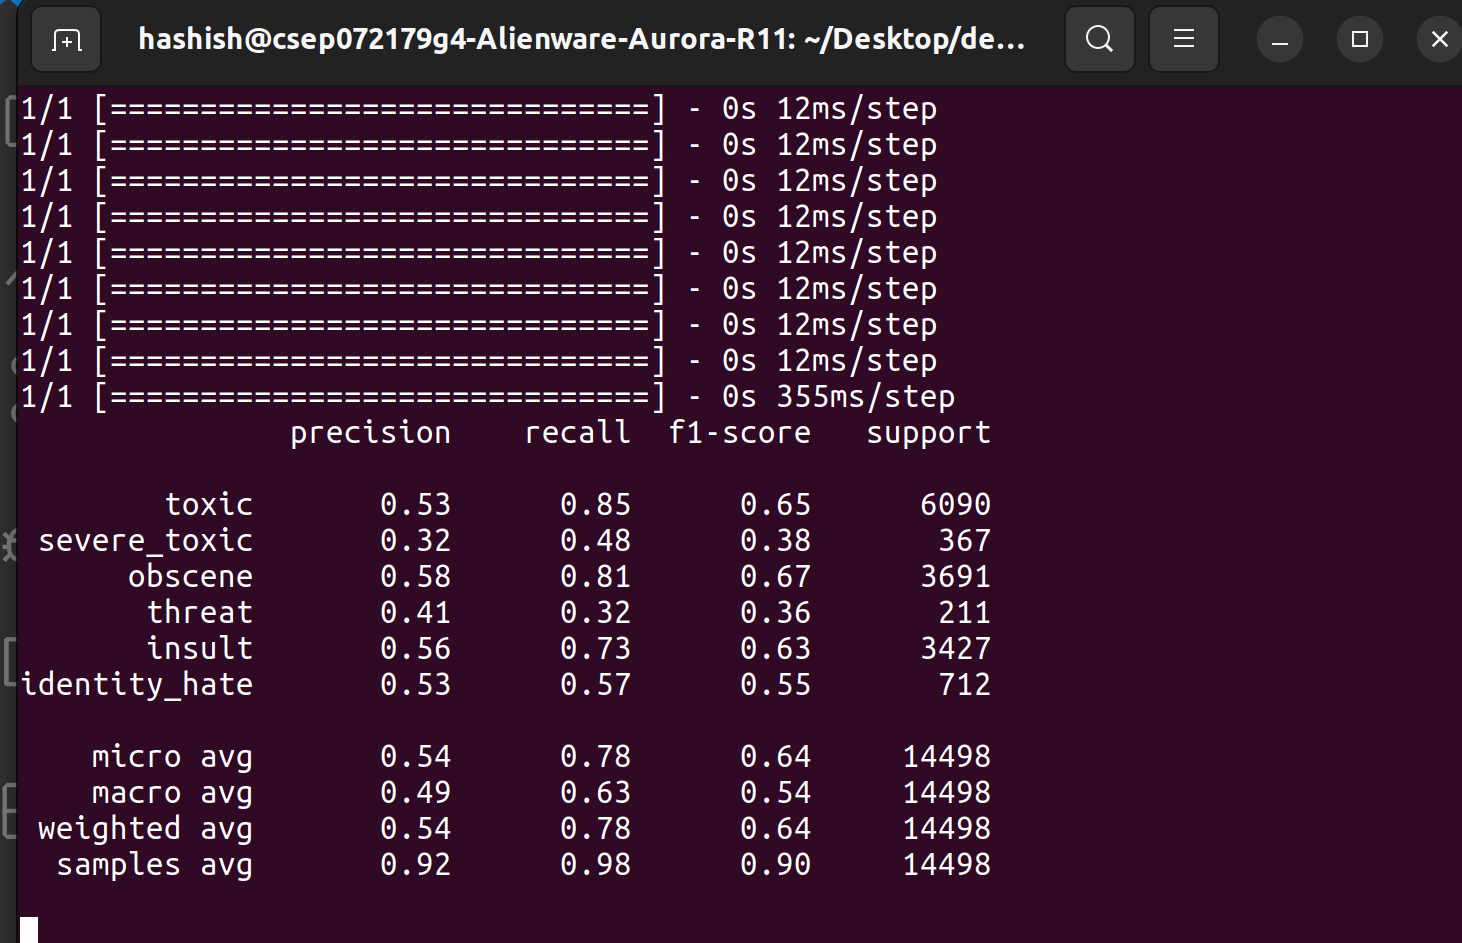 hashish@csep072179g4-Alienware-Aurora-R11: ~/Desktop/de...
1/1 [==============================] - 0s 12ms/step
1/1 [==============================] - 0s 12ms/step
1/1 [==============================] - 0s 12ms/step
1/1 [==============================] - 0s 12ms/step
1/1 [==============================] - 0s 12ms/step
1/1 [==============================] - 0s 12ms/step
1/1 [==============================] - 0s 12ms/step
1/1 [==============================] - 0s 12ms/step
1/1 [==============================] - 0s 355ms/step
precision recall f1-score support
toxic 0.53 0.85 0.65 6090
severe_toxic 0.32 0.48 0.38 367
obscene 0.58 0.81 0.67 3691
threat 0.41 0.32 0.36 211
insult 0.56 0.73 0.63 3427
identity_hate 0.53 0.57 0.55 712
micro avg 0.54 0.78 0.64 14498
macro avg 0.49 0.63 0.54 14498
weighted avg 0.54 0.78 0.64 14498
samples avg 0.92 0.98 0.90 14498